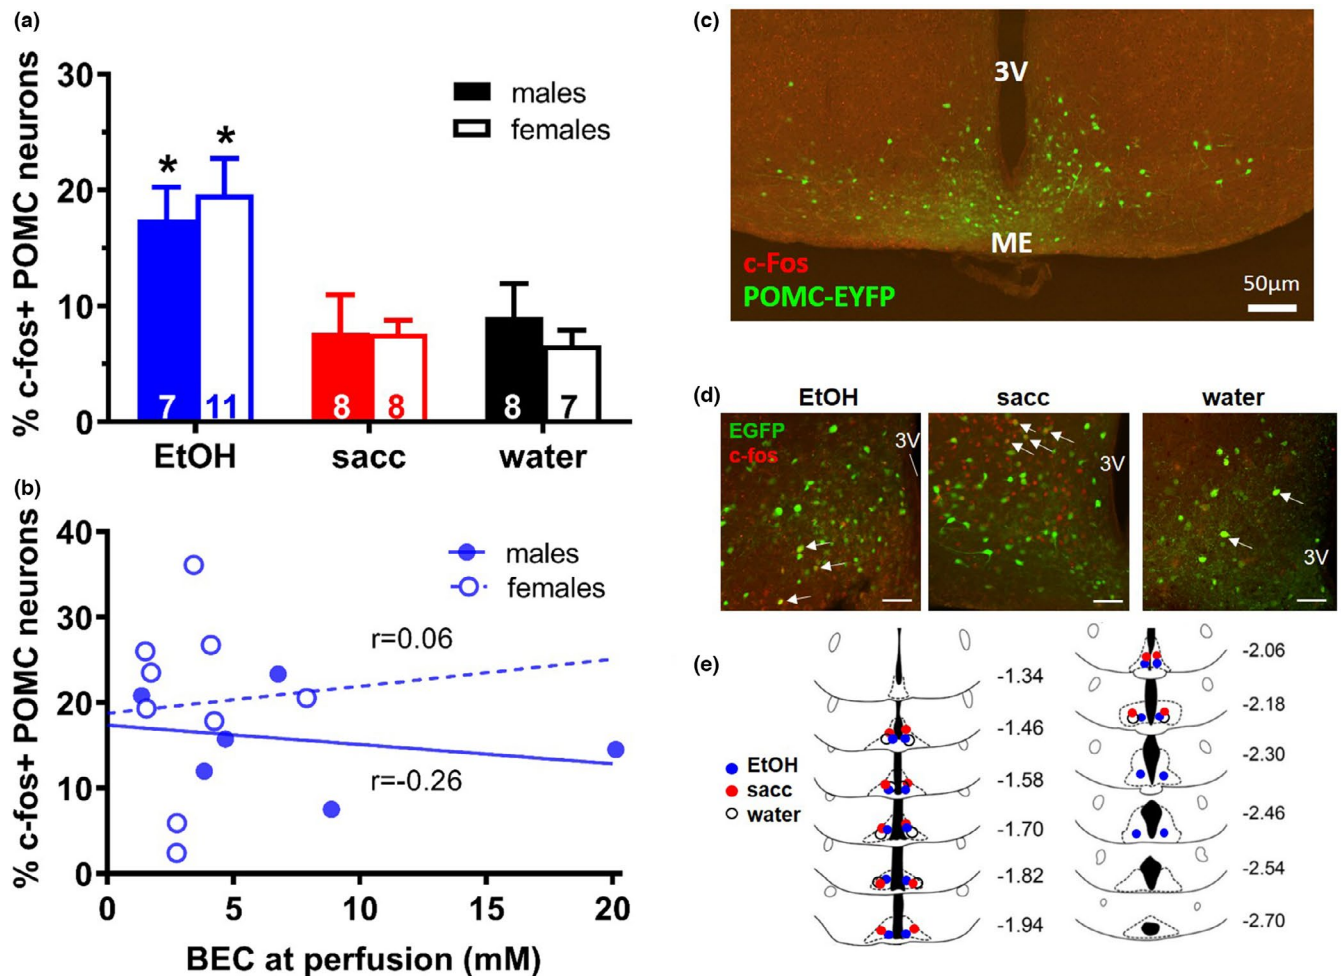 (a)
% c-fos+ POMC neurons
30
20
10
0
males
females
*
*
7
11
8
8
8
7
EtOH
sacc
water
(b)
% c-fos+ POMC neurons
40
30
20
10
0
males
females
r=0.06
r=-0.26
0
5
10
15
20
BEC at perfusion (mM)
(c)
3V
ME
c-Fos
POMC-EYFP
50µm
(d)
EtOH
sacc
water
EGFP
c-fos
3V
3V
3V
(e)
EtOH
sacc
water
-1.34
-1.46
-1.58
-1.70
-1.82
-1.94
-2.06
-2.18
-2.30
-2.46
-2.54
-2.70